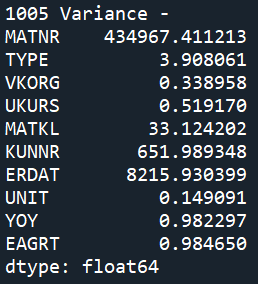 1005 Variance -
MATNR 434967.411213
TYPE 3.908061
VKORG 0.338958
UKURS 0.519170
MATKL 33.124202
KUNNR 651.989348
ERDAT 8215.930399
UNIT 0.149091
YOY 0.982297
EAGRT 0.984650
dtype: float64